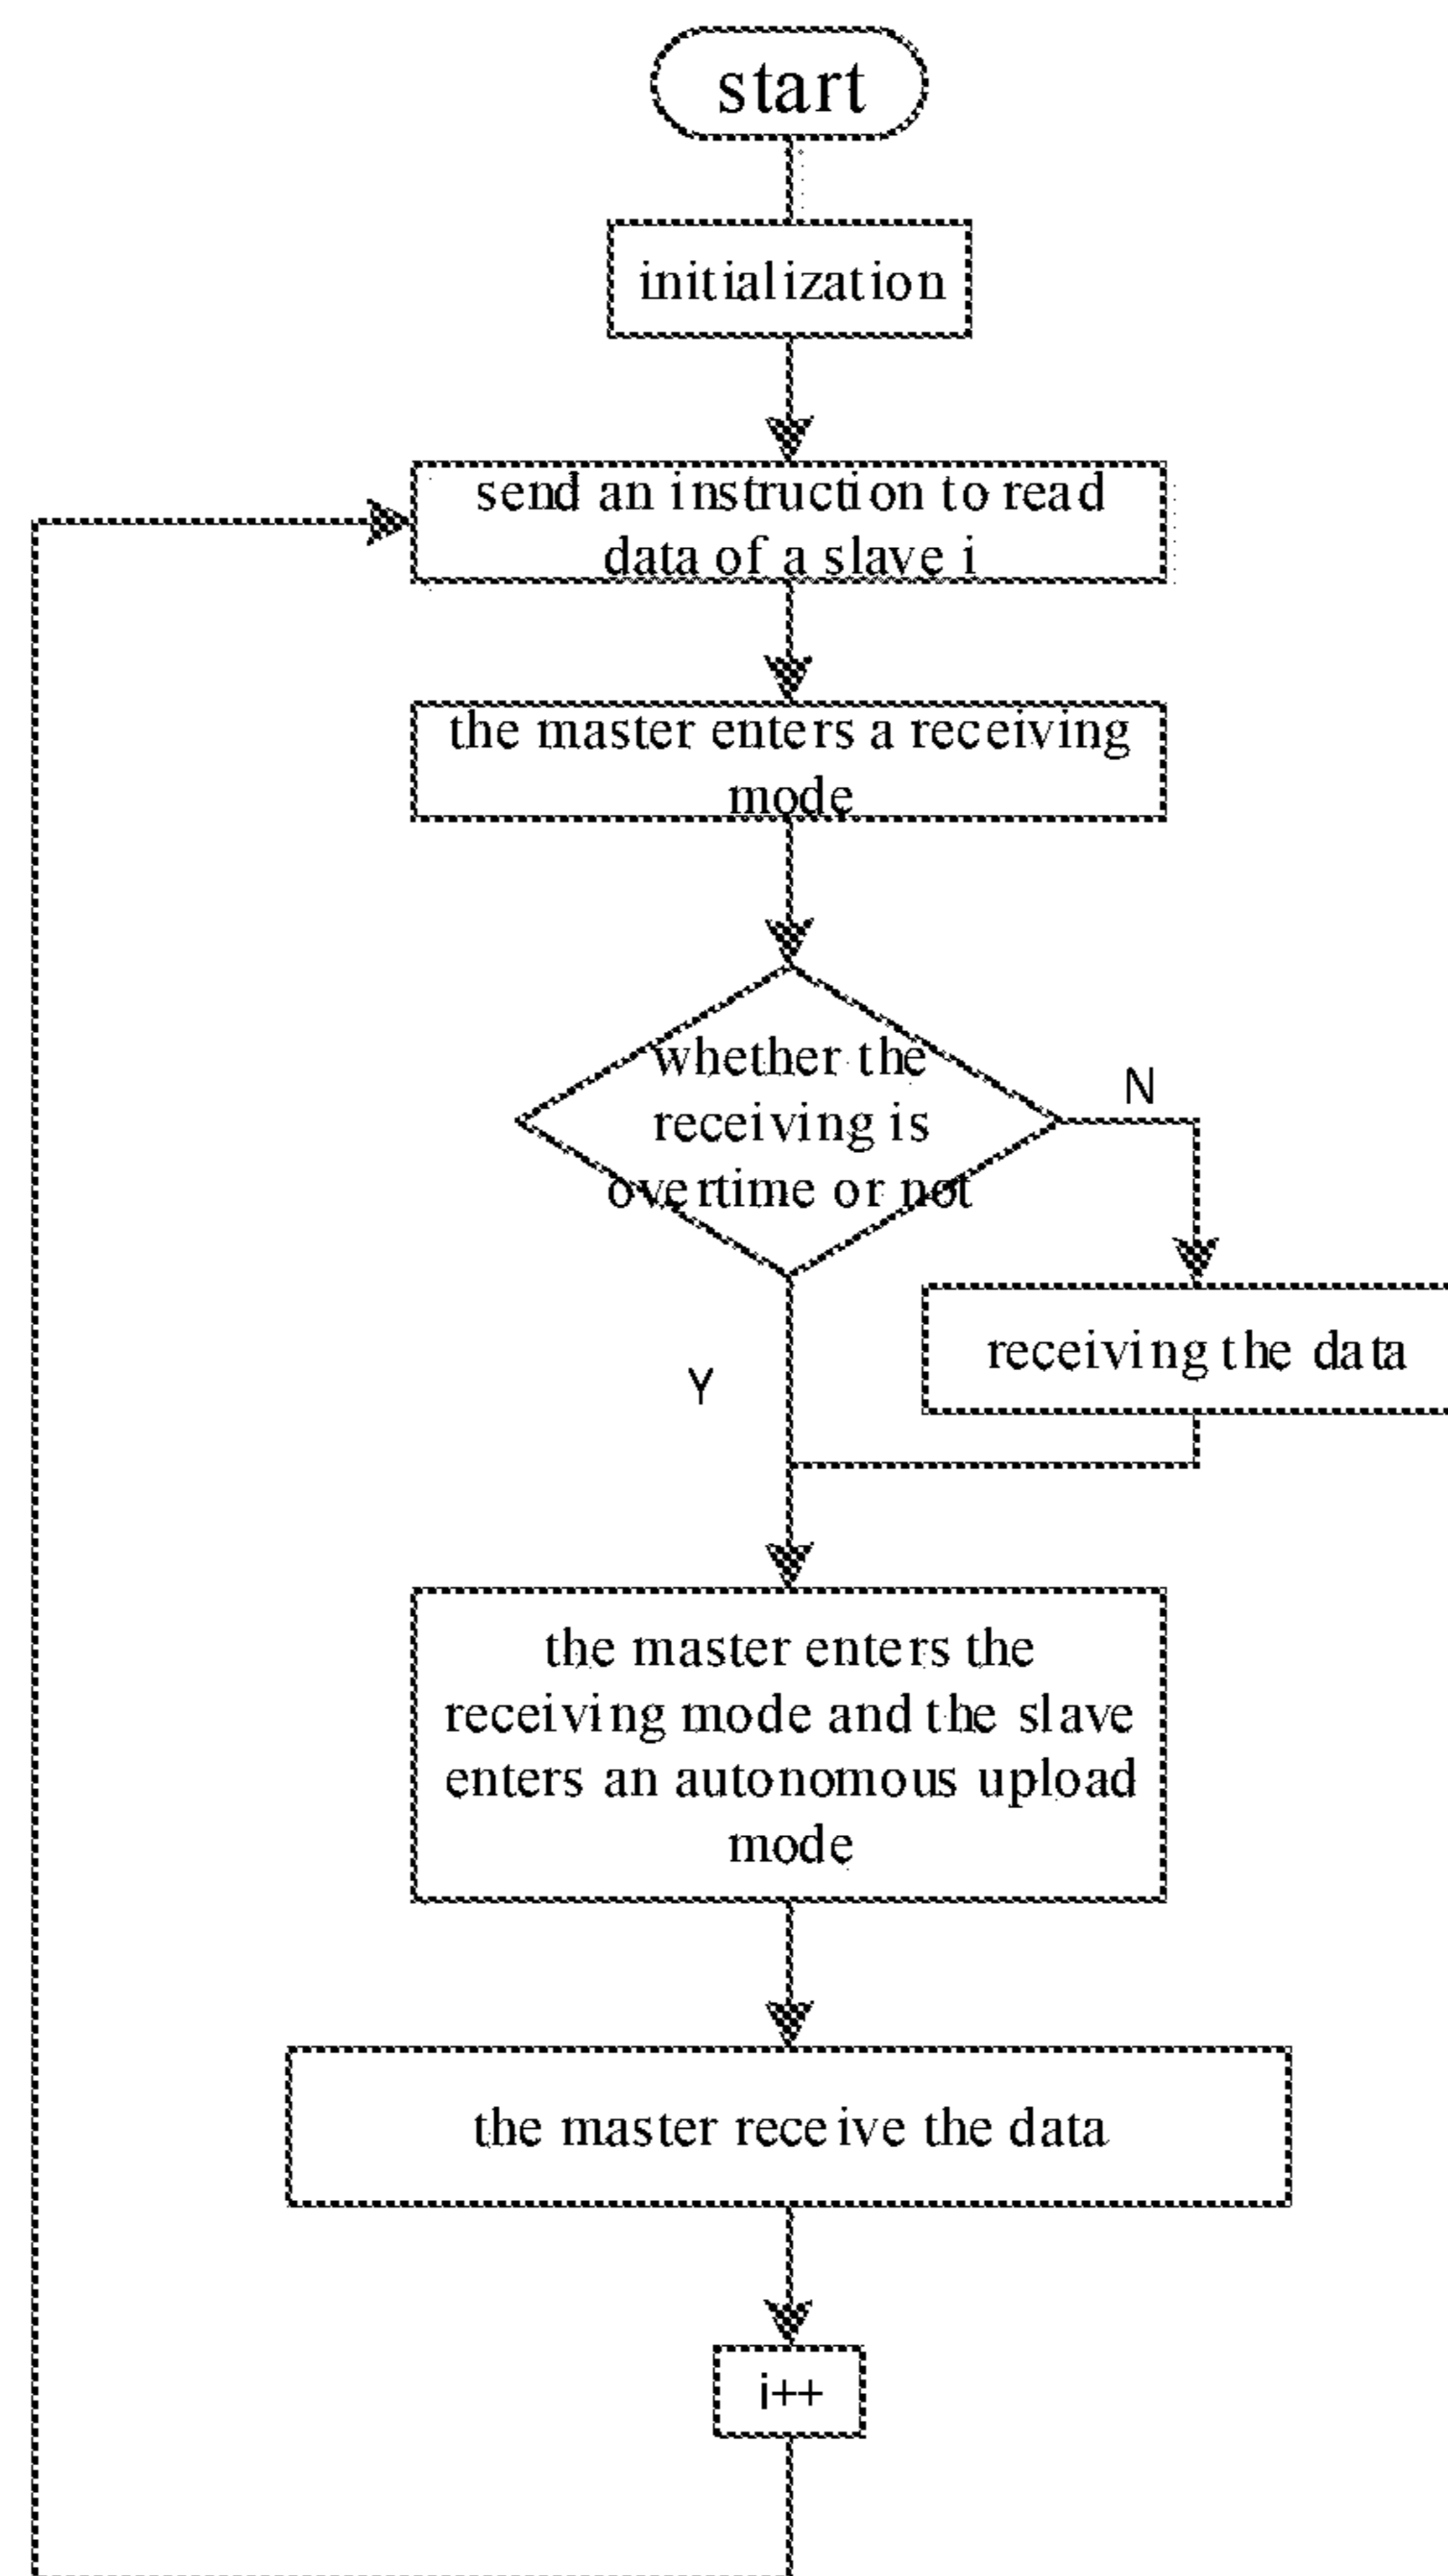 start
initialization
send an instruction to read
data of a slave i
the master enters a receiving
mode
whether the
receiving is
overtime or not
N
receiving the data
Y
the master enters the
receiving mode and the slave
enters an autonomous upload
mode
the master receive the data
i++